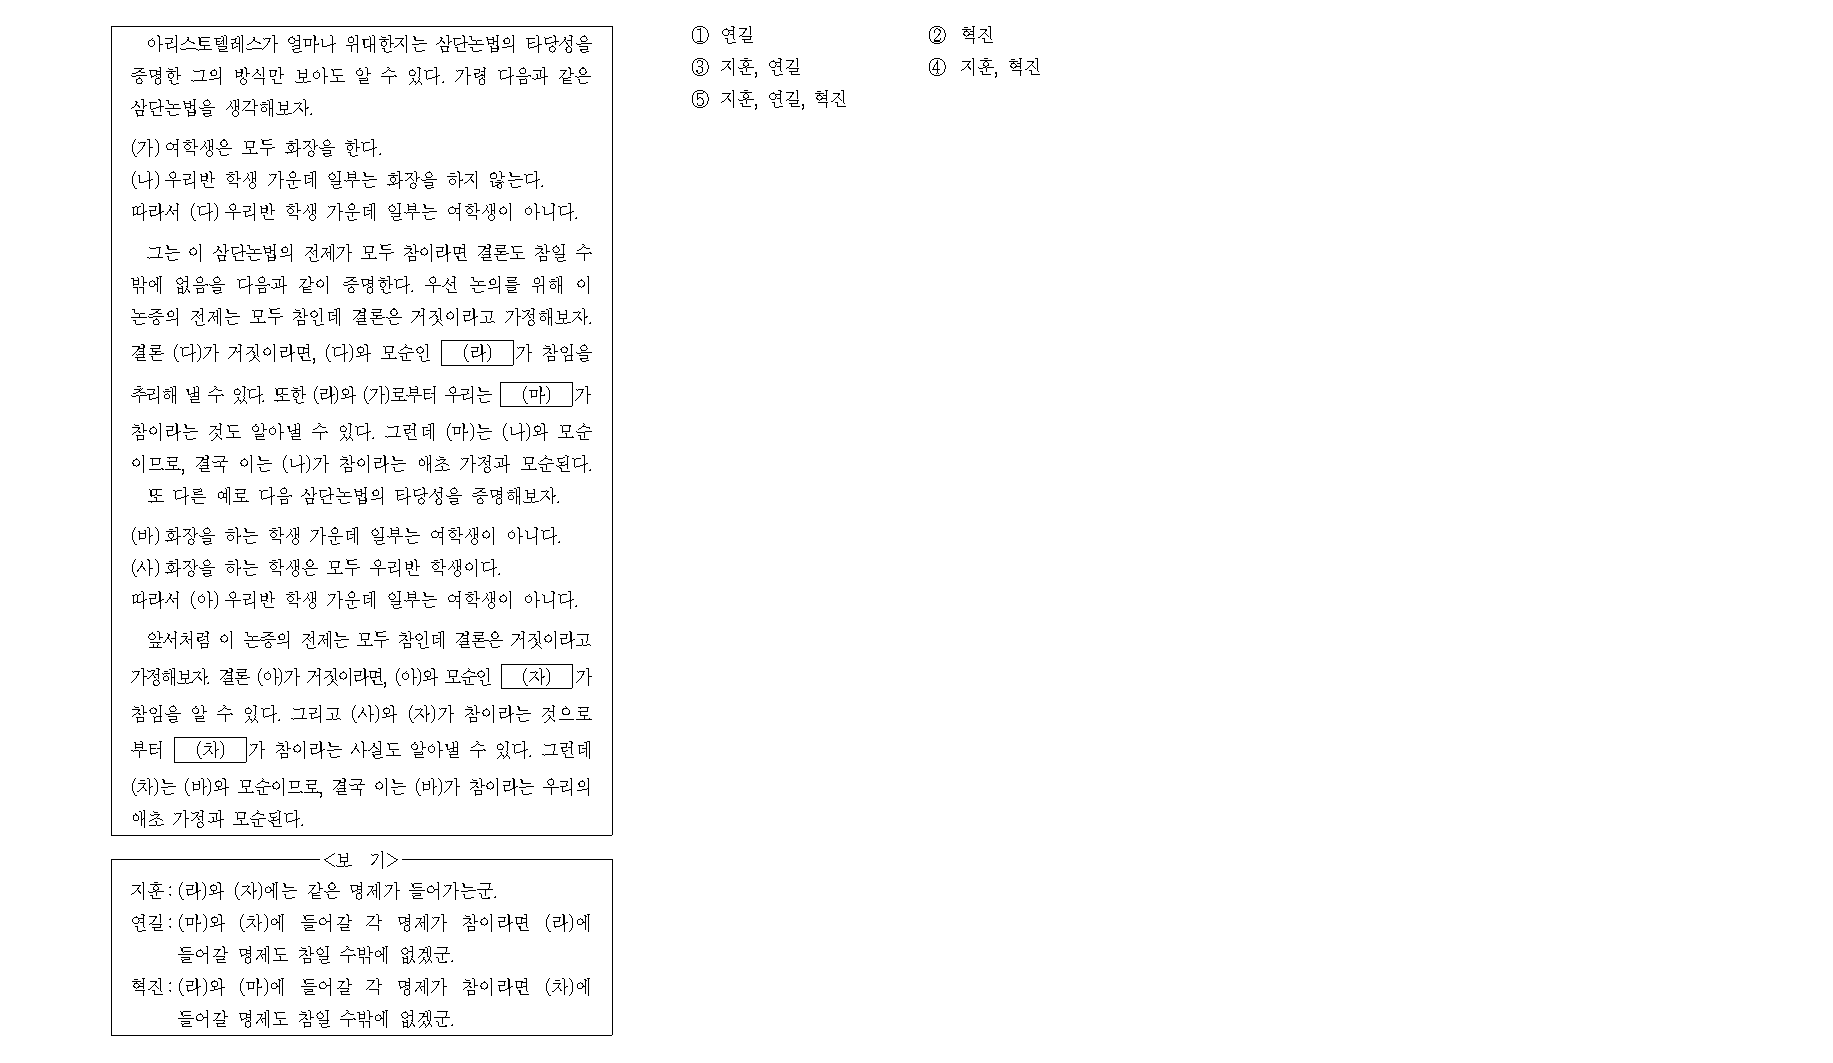 아리스토텔레스가 얼마나 위대한지는 삼단논법의 타당성을
증명한 그의 방식만 보아도 알 수 있다. 가령 다음과 같은
삼단논법을 생각해보자.
(가) 여학생은 모두 화장을 한다.
(나) 우리반 학생 가운데 일부는 화장을 하지 않는다.
따라서 (다) 우리반 학생 가운데 일부는 여학생이 아니다.
그는 이 삼단논법의 전제가 모두 참이라면 결론도 참일 수
밖에 없음을 다음과 같이 증명한다. 우선 논의를 위해 이
논증의 전제는 모두 참인데 결론은 거짓이라고 가정해보자.
결론 (다)가 거짓이라면, (다)와 모순인 (라) 가 참임을
추리해 낼 수 있다. 또한 (라)와 (가)로부터 우리는 (마) 가
참이라는 것도 알아낼 수 있다. 그런데 (마)는 (나)와 모순
이므로, 결국 이는 (나)가 참이라는 애초 가정과 모순된다.
또 다른 예로 다음 삼단논법의 타당성을 증명해보자.
(바) 화장을 하는 학생 가운데 일부는 여학생이 아니다.
(사) 화장을 하는 학생은 모두 우리반 학생이다.
따라서 (아) 우리반 학생 가운데 일부는 여학생이 아니다.
앞서처럼 이 논증의 전제는 모두 참인데 결론은 거짓이라고
가정해보자. 결론 (아)가 거짓이라면, (아)와 모순인 (자) 가
참임을 알 수 있다. 그리고 (사)와 (자)가 참이라는 것으로
부터 (차) 가 참이라는 사실도 알아낼 수 있다. 그런데
(차)는 (바)와 모순이므로, 결국 이는 (바)가 참이라는 우리의
애초 가정과 모순된다.
<보 기>
지훈: (라)와 (자)에는 같은 명제가 들어가는군.
연길: (마)와 (차)에 들어갈 각 명제가 참이라면 (라)에
들어갈 명제도 참일 수밖에 없겠군.
혁진: (라)와 (마)에 들어갈 각 명제가 참이라면 (차)에
들어갈 명제도 참일 수밖에 없겠군.
① 연길 ② 혁진
③ 지훈, 연길 ④ 지훈, 혁진
⑤ 지훈, 연길, 혁진